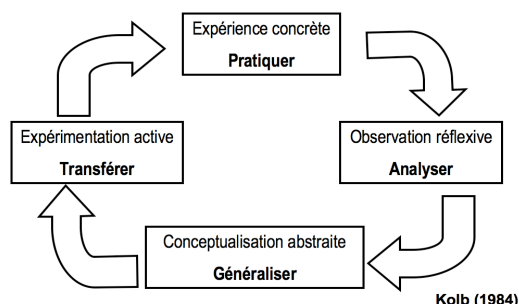 Expérience concrète
Pratiquer
Expérimentation active
Transférer
Observation réflexive
Analyser
Conceptualisation abstraite
Généraliser
Kolb (1984)